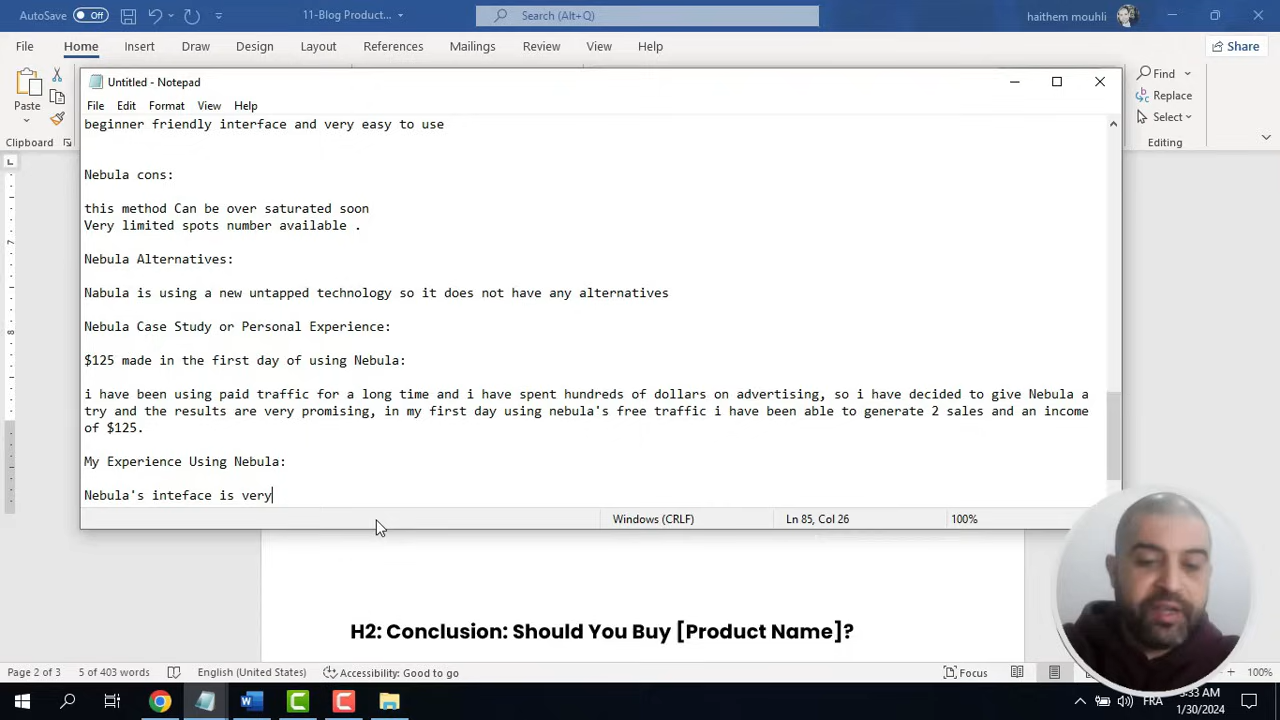 AutoSave Off 11-Blog Product... Search (Alt+Q) haithem mouhli
File Home Insert Draw Design Layout References Mailings Review View Help Share
Untitled - Notepad
File Edit Format View Help
Paste
Clipboard
Find
Replace
Select
Editing
beginner friendly interface and very easy to use
Nebula cons:
this method Can be over saturated soon
Very limited spots number available .
Nebula Alternatives:
Nabula is using a new untapped technology so it does not have any alternatives
Nebula Case Study or Personal Experience:
$125 made in the first day of using Nebula:
i have been using paid traffic for a long time and i have spent hundreds of dollars on advertising, so i have decided to give Nebula a
try and the results are very promising, in my first day using nebula's free traffic i have been able to generate 2 sales and an income
of $125.
My Experience Using Nebula:
Nebula's inteface is very
Windows (CRLF) Ln 85, Col 26 100%
7
8
H2: Conclusion: Should You Buy [Product Name]?
Page 2 of 3 5 of 403 words English (United States) Accessibility: Good to go Focus 100%
FRA
:33 AM
1/30/2024